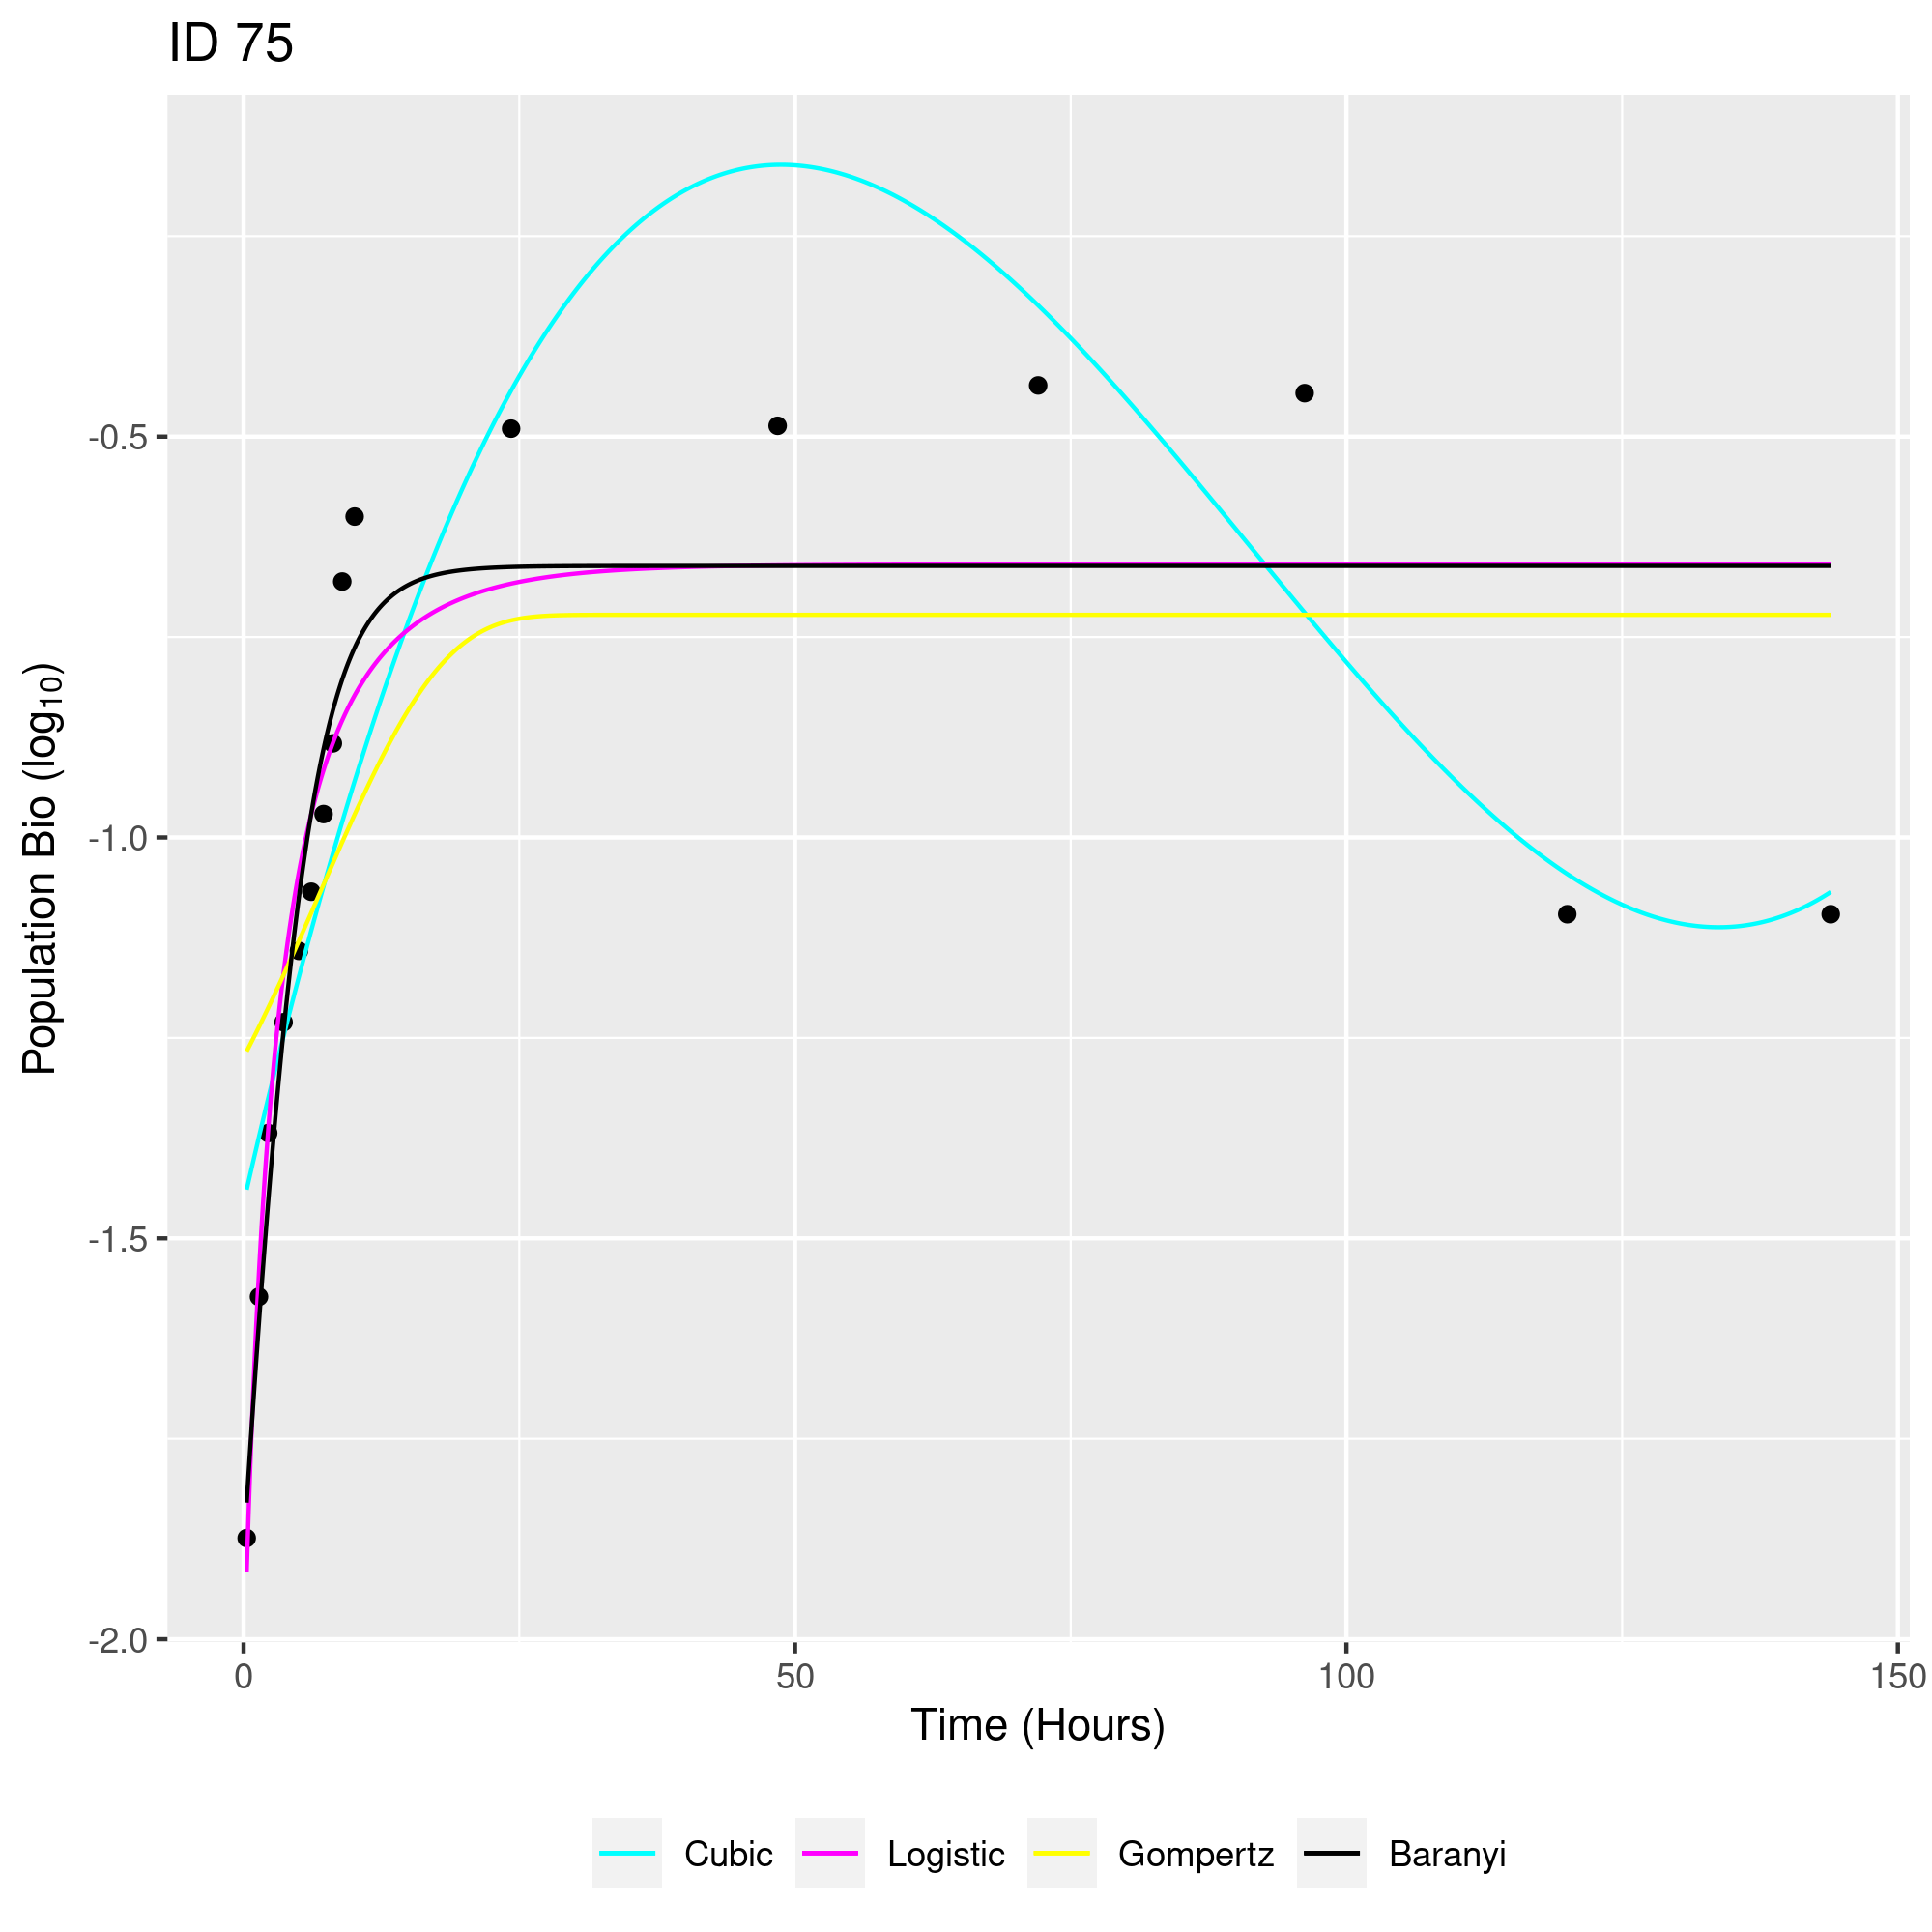 ID 75
Population Bio (log₁₀)
-0.5
-1.0
-1.5
-2.0
0 50 100 150
Time (Hours)
Cubic Logistic Gompertz Baranyi